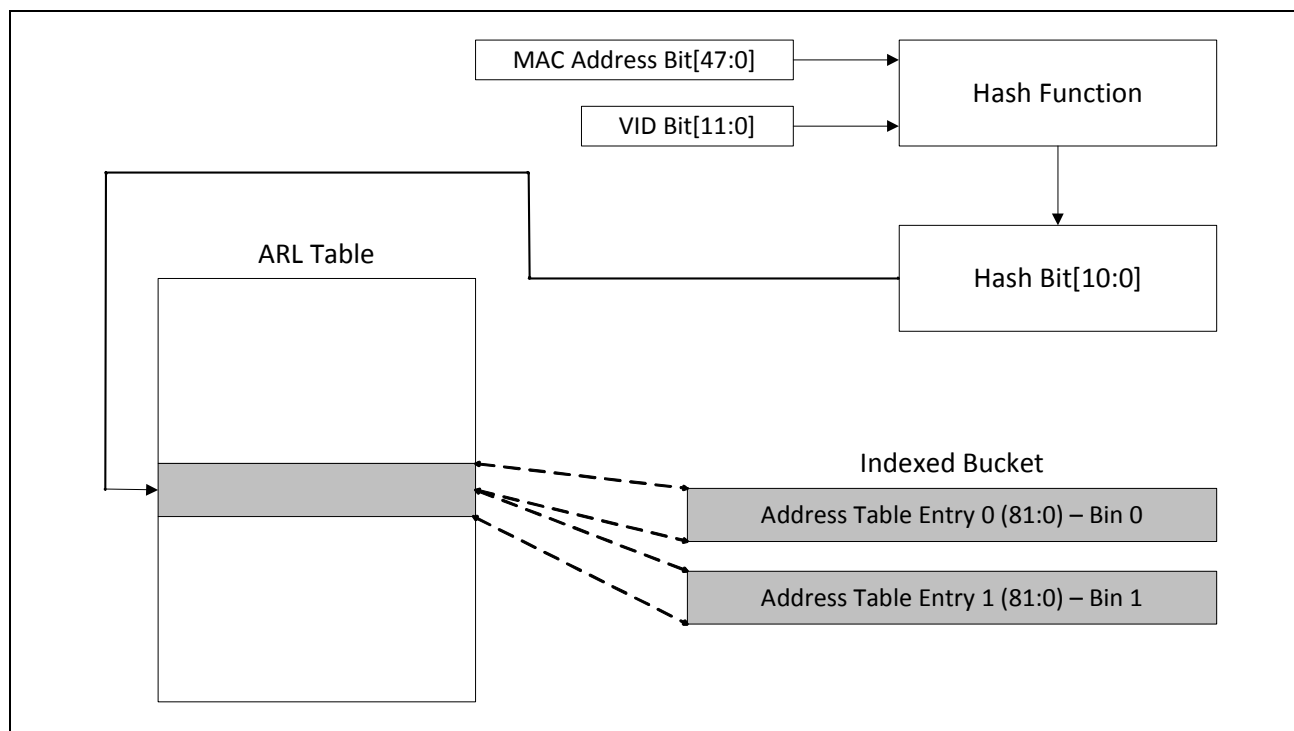 MAC Address Bit[47:0]
Hash Function
VID Bit[11:0]
ARL Table
Hash Bit[10:0]
Indexed Bucket
Address Table Entry 0 (81:0) – Bin 0
Address Table Entry 1 (81:0) – Bin 1